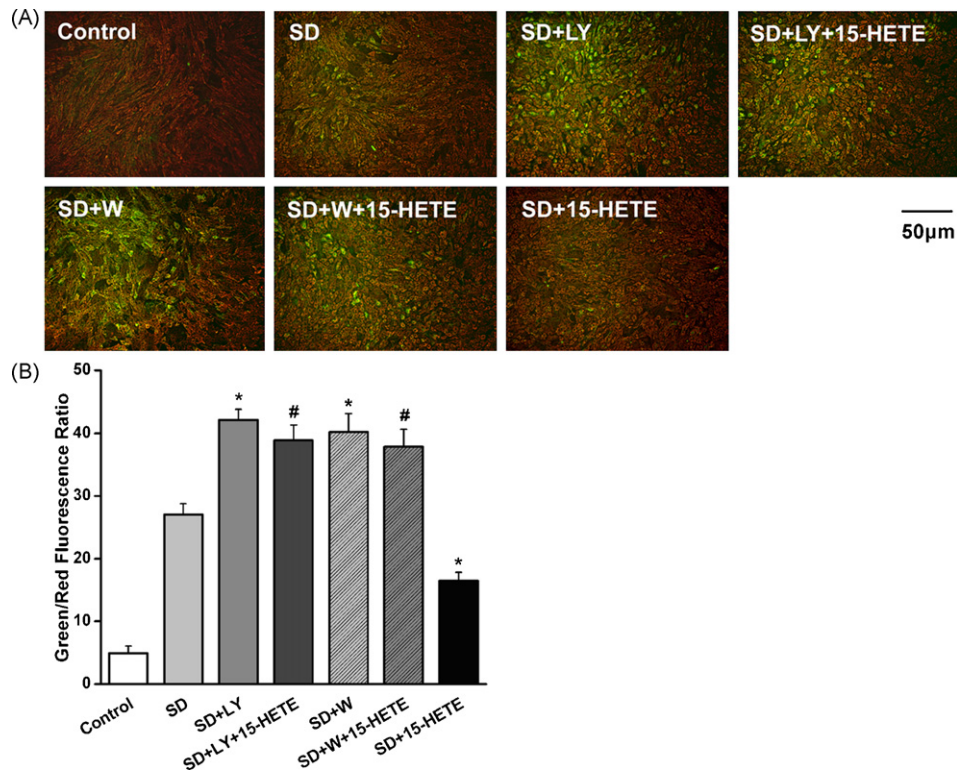 (A)
Control
SD
SD+LY
SD+LY+15-HETE
SD+W
SD+W+15-HETE
SD+15-HETE
50µm
(B)
Green/Red Fluorescence Ratio
50
40
30
20
10
0
*
#
*
#
*
Control
SD
SD+LY
SD+LY+15-HETE
SD+W
SD+W+15-HETE
SD+15-HETE